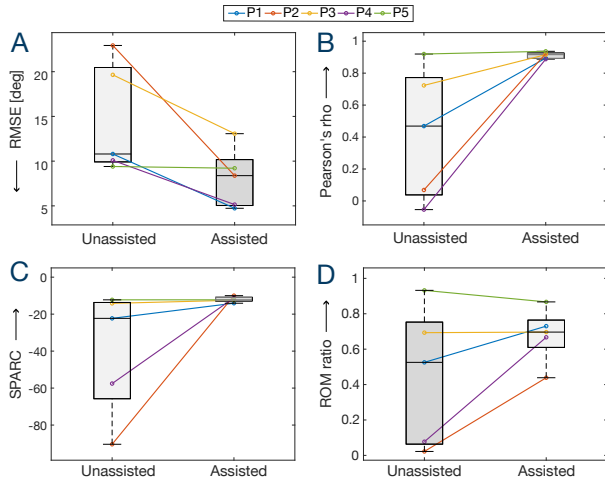 P1 P2 P3 P4 P5
A
RMSE [deg]
20
15
10
5
Unassisted Assisted
B
Pearson's rho
1
0.8
0.6
0.4
0.2
0
Unassisted Assisted
C
SPARC
-20
-40
-60
-80
Unassisted Assisted
D
ROM ratio
1
0.8
0.6
0.4
0.2
0
Unassisted Assisted